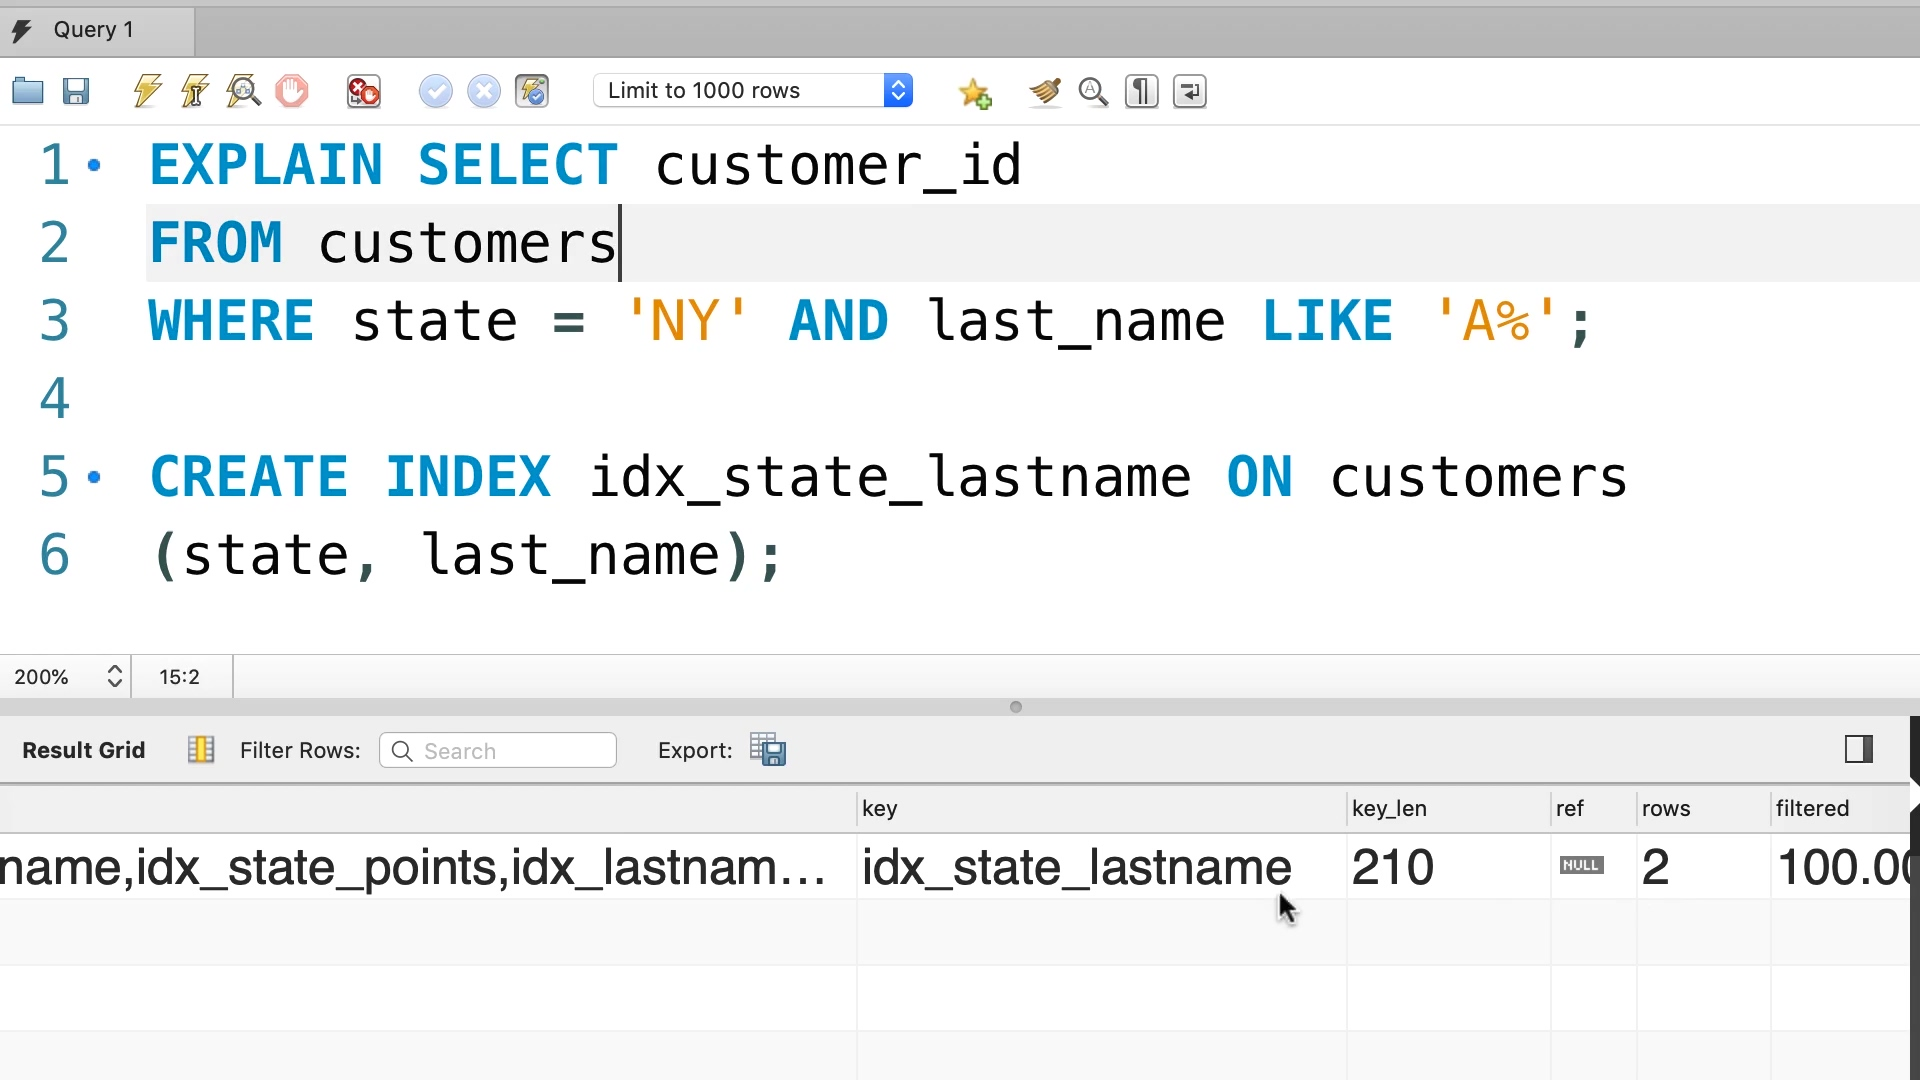 Query 1
Limit to 1000 rows
1 EXPLAIN SELECT customer_id
2 FROM customers
3 WHERE state = 'NY' AND last_name LIKE 'A%';
4
5 CREATE INDEX idx_state_lastname ON customers
6 (state, last_name);
200% 15:2
Result Grid Filter Rows: Search Export:
key key_len ref rows filtered
name,idx_state_points,idx_lastnam... idx_state_lastname 210 NULL 2 100.00